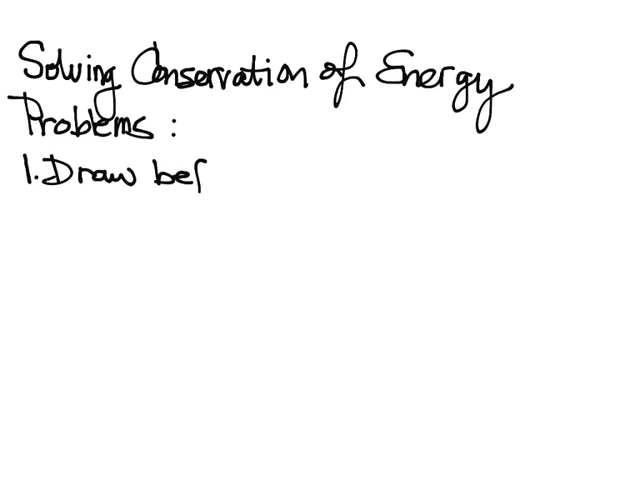 Solving Conservation of Energy
Problems :
1. Draw bef